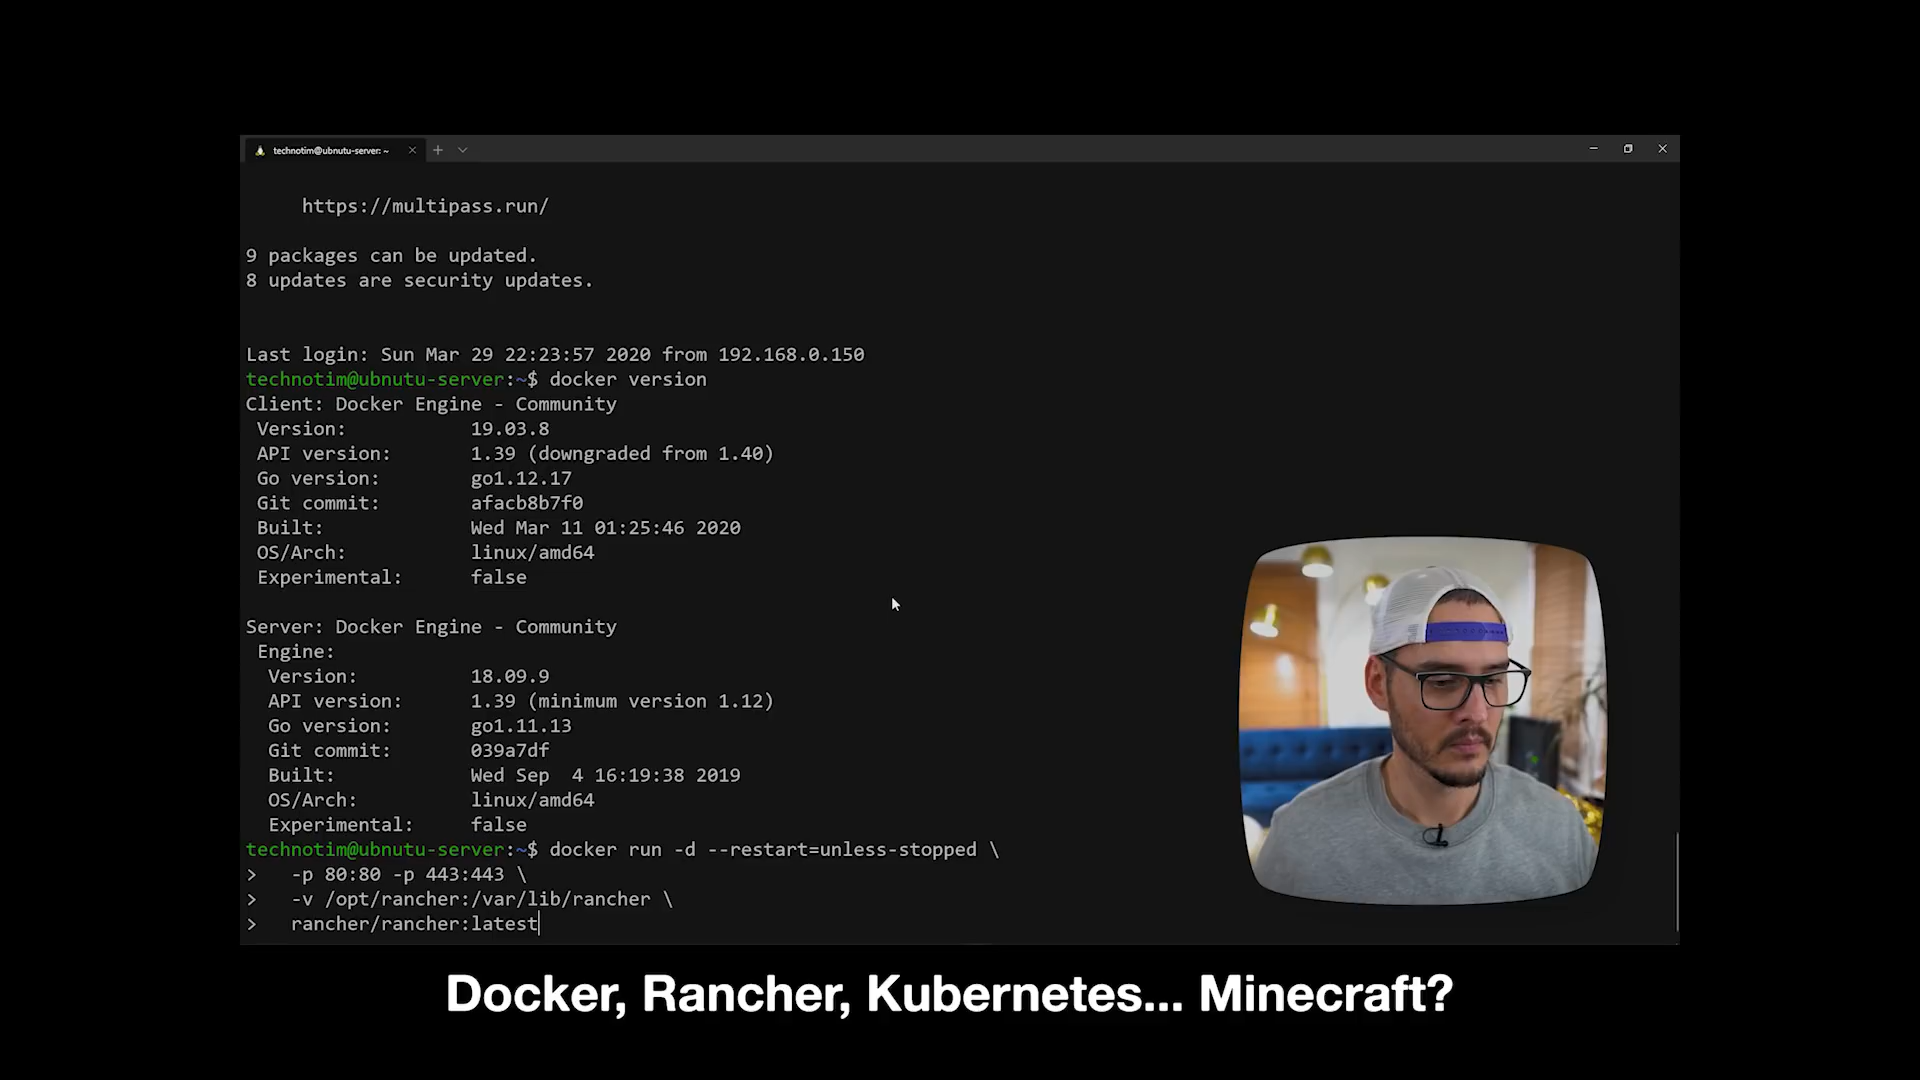 technotim@ubnutu-server: ~
https://multipass.run/
9 packages can be updated.
8 updates are security updates.
Last login: Sun Mar 29 22:23:57 2020 from 192.168.0.150
technotim@ubnutu-server:~$ docker version
Client: Docker Engine - Community
Version: 19.03.8
API version: 1.39 (downgraded from 1.40)
Go version: go1.12.17
Git commit: afacb8b7f0
Built: Wed Mar 11 01:25:46 2020
OS/Arch: linux/amd64
Experimental: false
Server: Docker Engine - Community
Engine:
Version: 18.09.9
API version: 1.39 (minimum version 1.12)
Go version: go1.11.13
Git commit: 039a7df
Built: Wed Sep  4 16:19:38 2019
OS/Arch: linux/amd64
Experimental: false
technotim@ubnutu-server:~$ docker run -d --restart=unless-stopped \
>   -p 80:80 -p 443:443 \
>   -v /opt/rancher:/var/lib/rancher \
>   rancher/rancher:latest
Docker, Rancher, Kubernetes... Minecraft?